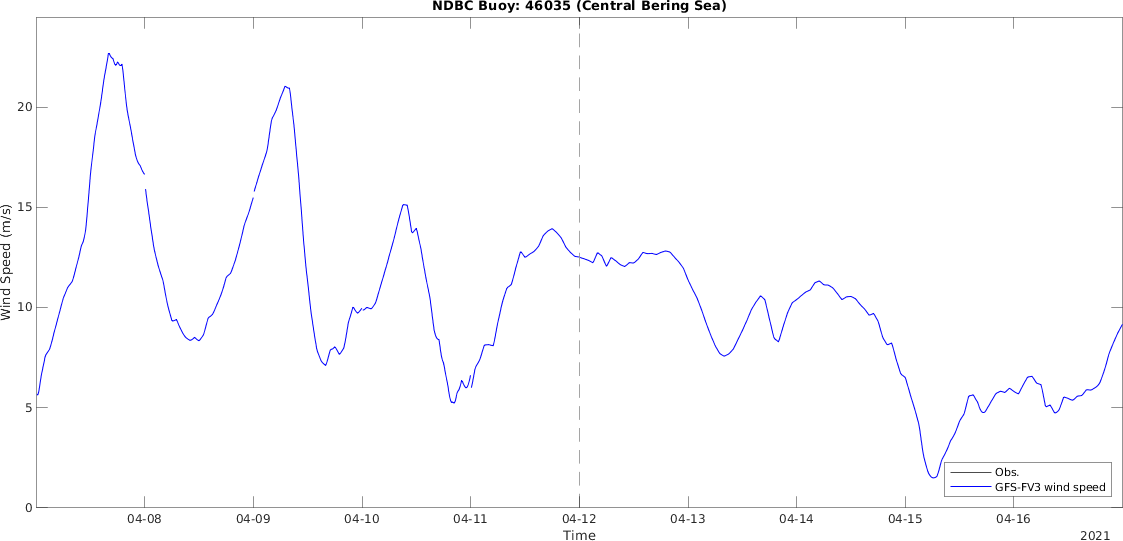 NDBC Buoy: 46035 (Central Bering Sea)
Wind Speed (m/s)
20
15
10
5
0
Obs.
GFS-FV3 wind speed
04-08 04-09 04-10 04-11 04-12 04-13 04-14 04-15 04-16
Time
2021